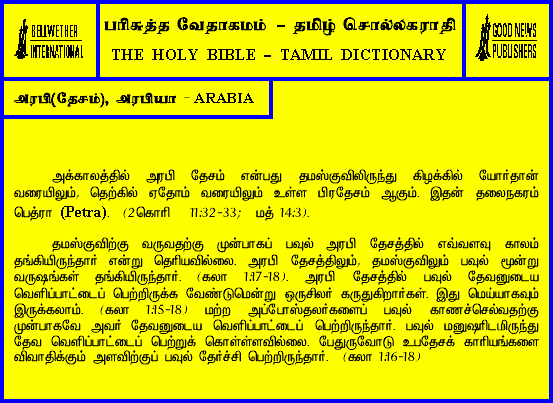 BELLWETHER
INTERNATIONAL
பரிசுத்த வேதாகமம் - தமிழ் சொல்லகராதி
THE HOLY BIBLE - TAMIL DICTIONARY
GOOD NEWS
PUBLISHERS
அரபி(தேசம்), அரபியா - ARABIA
அக்காலத்தில் அரபி தேசம் என்பது தமஸ்குவிலிருந்து கிழக்கில் யோர்தான்
வரையிலும், தெற்கில் ஏதோம் வரையிலும் உள்ள பிரதேசம் ஆகும். இதன் தலைநகரம்
பெத்ரா (Petra). (2கொரி 11:32-33; மத் 14:3).
தமஸ்குவிற்கு வருவதற்கு முன்பாகப் பவுல் அரபி தேசத்தில் எவ்வளவு காலம்
தங்கியிருந்தார் என்று தெரியவில்லை. அரபி தேசத்திலும், தமஸ்குவிலும் பவுல் மூன்று
வருஷங்கள் தங்கியிருந்தார். (கலா 1:17-18). அரபி தேசத்தில் பவுல் தேவனுடைய
வெளிப்பாட்டைப் பெற்றிருக்க வேண்டுமென்று ஒருசிலர் கருதுகிறார்கள். இது மெய்யாகவும்
இருக்கலாம். (கலா 1:15-18) மற்ற அப்போஸ்தலர்களைப் பவுல் காணச்செல்வதற்கு
முன்பாகவே அவர் தேவனுடைய வெளிப்பாட்டைப் பெற்றிருந்தார். பவுல் மனுஷரிடமிருந்து
தேவ வெளிப்பாட்டைப் பெற்றுக் கொள்ள்ளவில்லை. பேதுருவோடு உபதேசக் காரியங்களை
விவாதிக்கும் அளவிற்குப் பவுல் தேர்ச்சி பெற்றிருந்தார். (கலா 1:16-18)